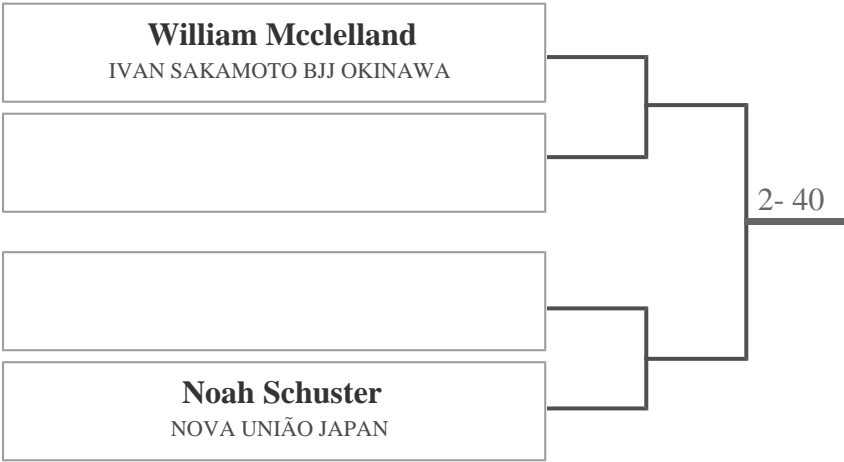 William Mcclelland
IVAN SAKAMOTO BJJ OKINAWA
2- 40
Noah Schuster
NOVA UNIÃO JAPAN